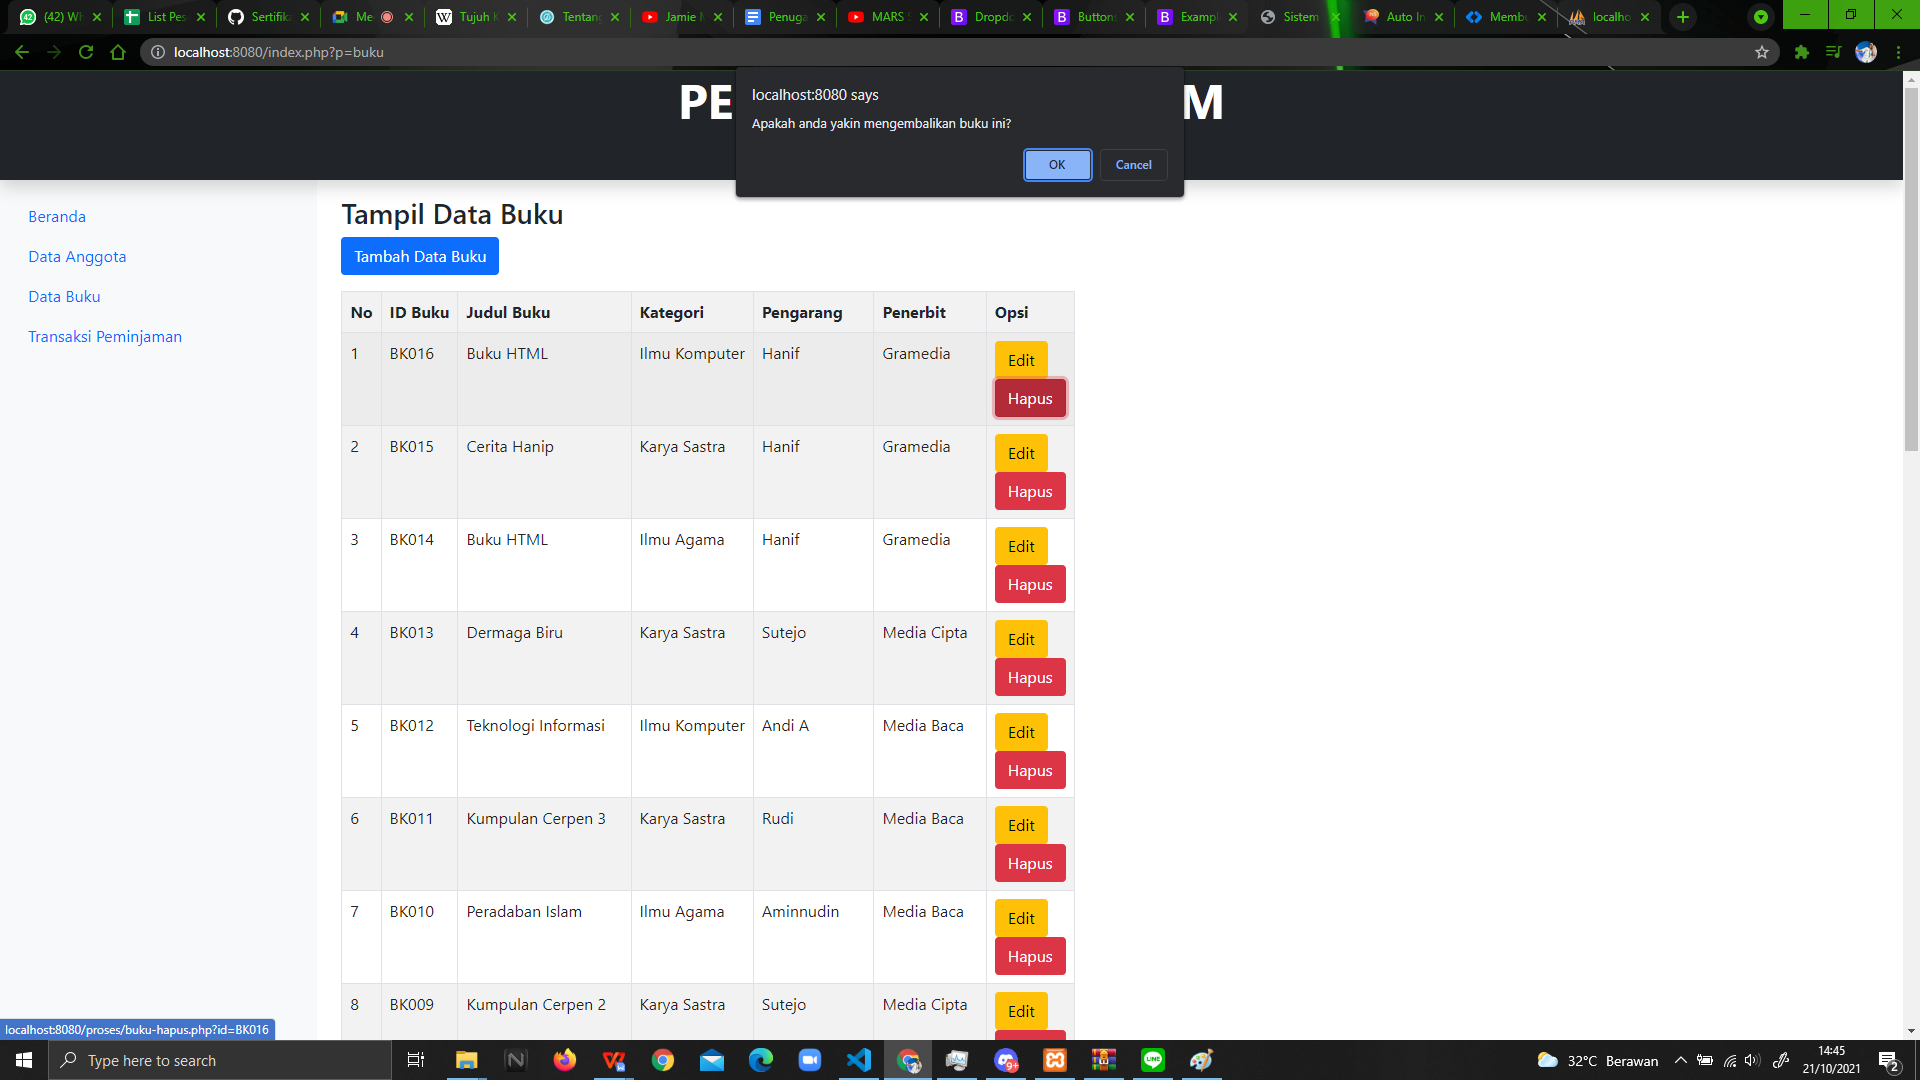 (42) Wh
List Pes
Sertifika
Me
Tujuh K
Tentang
Jamie M
Penuga
MARS
Dropdo
Button
Exampl
Sistem
Auto In
Membu
localho
localhost:8080/index.php?p=buku
PE
M
localhost:8080 says
Apakah anda yakin mengembalikan buku ini?
OK
Cancel
Beranda
Data Anggota
Data Buku
Transaksi Peminjaman
Tampil Data Buku
Tambah Data Buku
No ID Buku Judul Buku Kategori Pengarang Penerbit Opsi
1 BK016 Buku HTML Ilmu Komputer Hanif Gramedia Edit
Hapus
2 BK015 Cerita Hanip Karya Sastra Hanif Gramedia Edit
Hapus
3 BK014 Buku HTML Ilmu Agama Hanif Gramedia Edit
Hapus
4 BK013 Dermaga Biru Karya Sastra Sutejo Media Cipta Edit
Hapus
5 BK012 Teknologi Informasi Ilmu Komputer Andi A Media Baca Edit
Hapus
6 BK011 Kumpulan Cerpen 3 Karya Sastra Rudi Media Baca Edit
Hapus
7 BK010 Peradaban Islam Ilmu Agama Aminnudin Media Baca Edit
Hapus
8 BK009 Kumpulan Cerpen 2 Karya Sastra Sutejo Media Cipta Edit
localhost:8080/proses/buku-hapus.php?id=BK016
Type here to search
32°C Berawan
14:45
21/10/2021
2